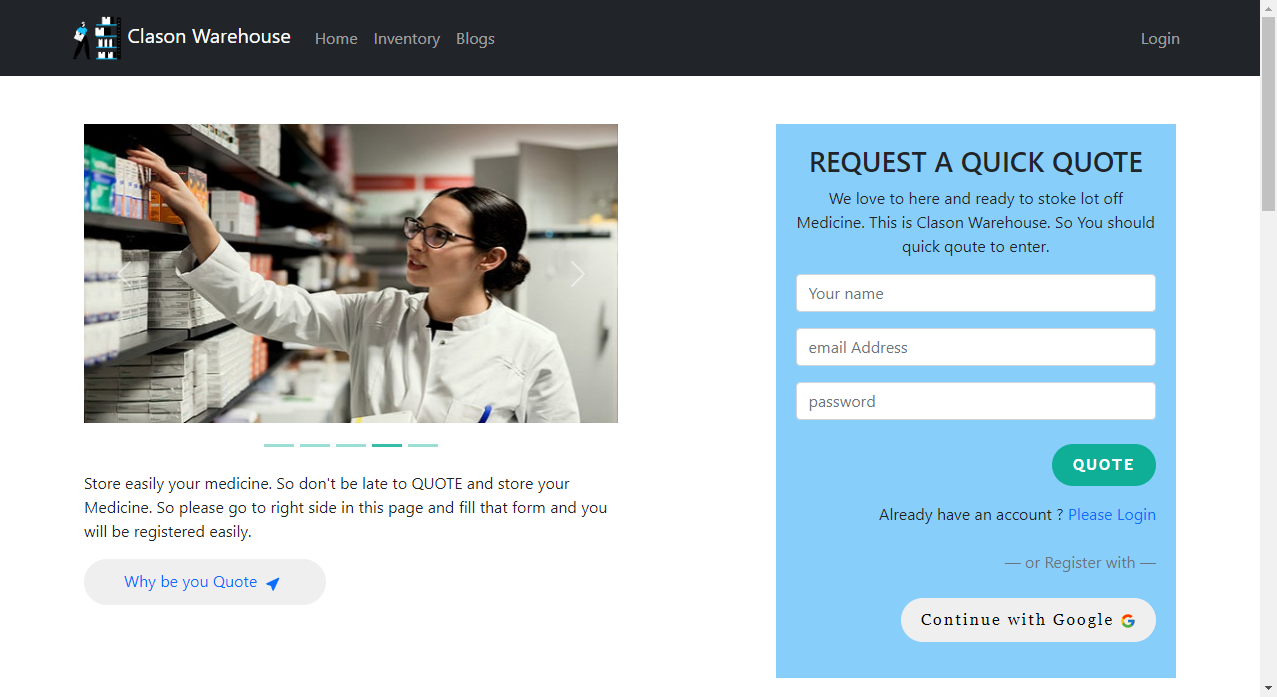 Clason Warehouse
Home
Inventory
Blogs
Login
Store easily your medicine. So don't be late to QUOTE and store your
Medicine. So please go to right side in this page and fill that form and you
will be registered easily.
Why be you Quote
REQUEST A QUICK QUOTE
We love to here and ready to stoke lot off
Medicine. This is Clason Warehouse. So You should
quick qoute to enter.
Your name
email Address
password
QUOTE
Already have an account ? Please Login
— or Register with —
Continue with Google